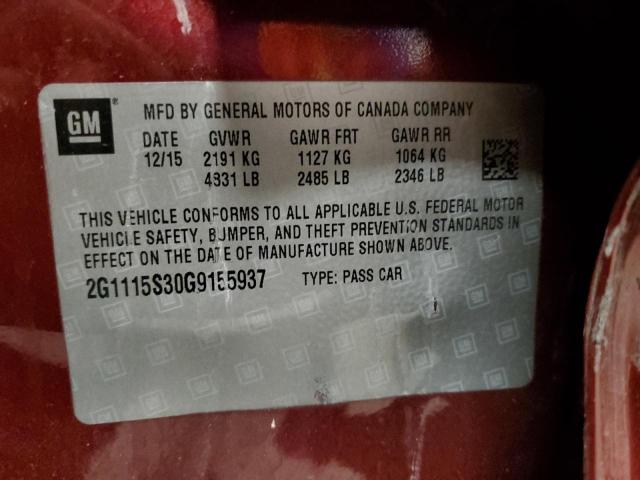 GM®
MFD BY GENERAL MOTORS OF CANADA COMPANY
DATE GVWR GAWR FRT GAWR RR
12/15 2191 KG 1127 KG 1064 KG
4831 LB 2485 LB 2346 LB
THIS VEHICLE CONFORMS TO ALL APPLICABLE U.S. FEDERAL MOTOR
VEHICLE SAFETY, BUMPER, AND THEFT PREVENTION STANDARDS IN
EFFECT ON THE DATE OF MANUFACTURE SHOWN ABOVE.
2G1115S30G9155937 TYPE: PASS CAR